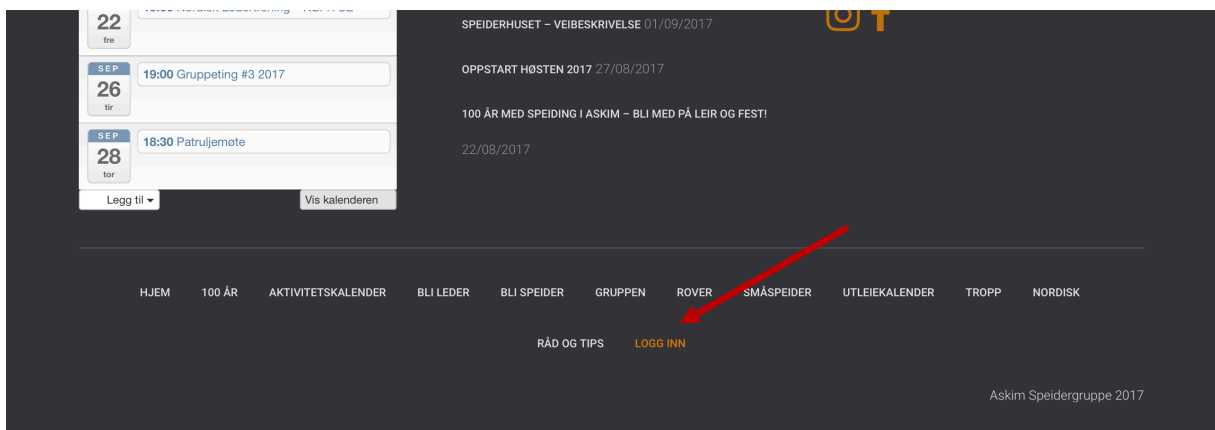 22
fre
SEP
26
tir
19:00 Gruppeting #3 2017
SEP
28
tor
18:30 Patruljemøte
Legg til
Vis kalenderen
SPEIDERHUSET – VEIBESKRIVELSE 01/09/2017
OPPSTART HØSTEN 2017 27/08/2017
100 ÅR MED SPEIDING I ASKIM – BLI MED PÅ LEIR OG FEST!
22/08/2017
HJEM 100 ÅR AKTIVITETSKALENDER BLI LEDER BLI SPEIDER GRUPPEN ROVER SMÅSPEIDER UTLEIEKALENDER TROPP NORDISK
RÅD OG TIPS LOGG INN
Askim Speidergruppe 2017